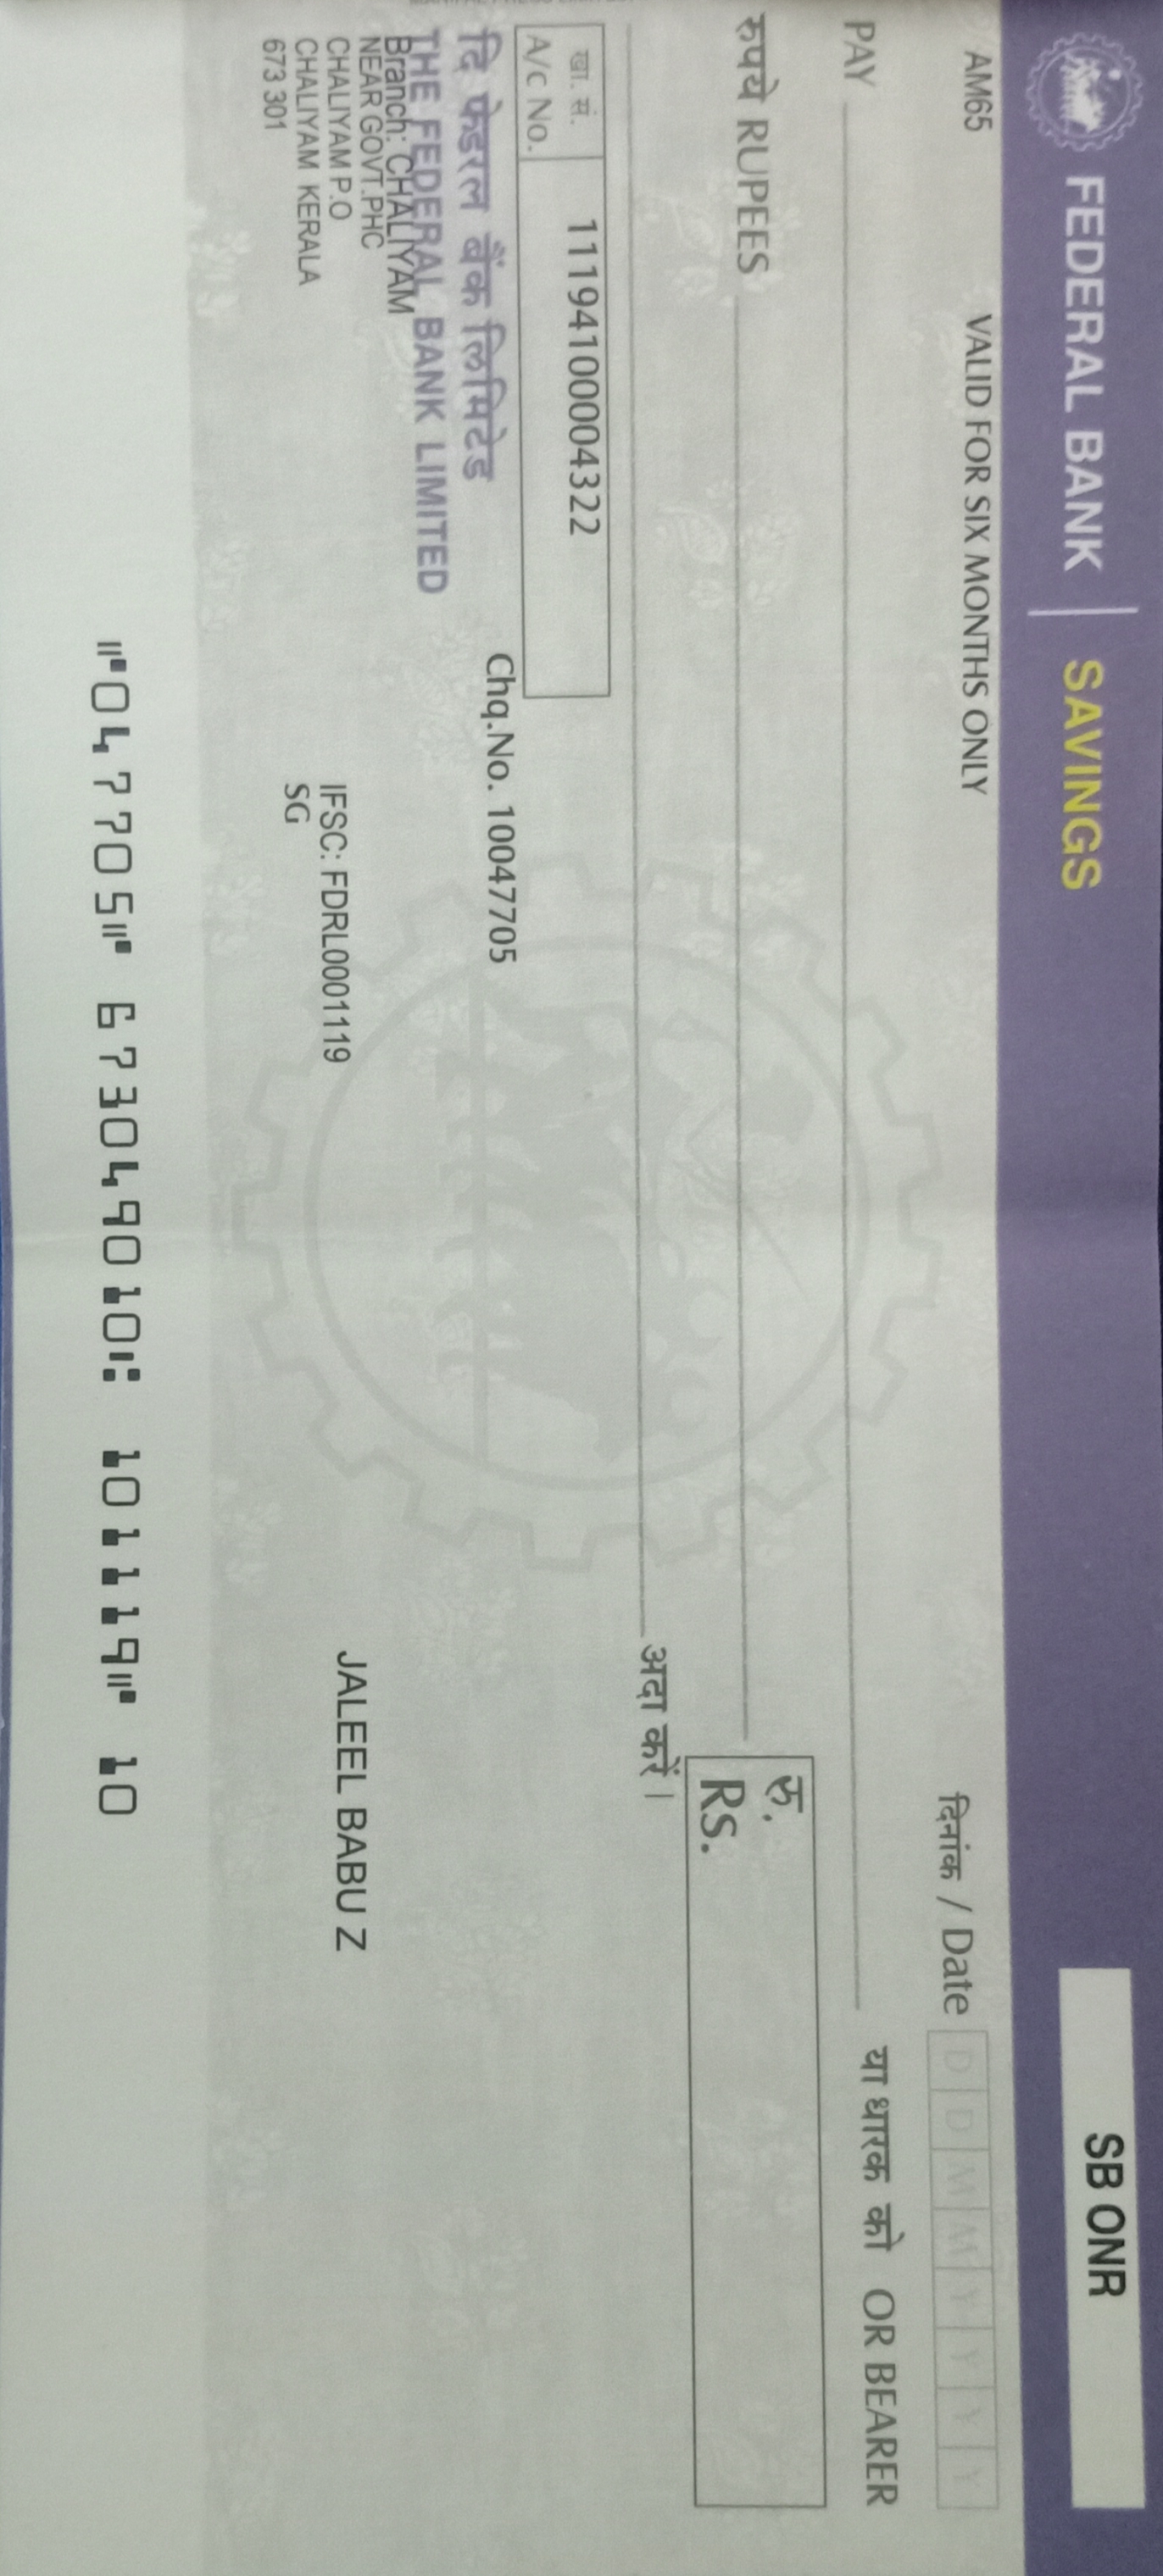 FEDERAL BANK | SAVINGS
SB ONR
AM65
VALID FOR SIX MONTHS ONLY
दिनांक / Date D D M M Y Y Y Y
PAY
या धारक को OR BEARER
रुपये RUPEES
रु.
Rs.
अदा करें।
खा. सं.
A/c No.
11194100004322
दि फेडरल बैंक लिमिटेड
THE FEDERAL BANK LIMITED
Chq.No. 10047705
Branch: CHALIYAM
NEAR GOVT.PHC
CHALIYAM P.O
CHALIYAM KERALA
673 301
IFSC: FDRL0001119
SG
JALEEL BABU Z
⑈047705⑈ 673049010⑆ 101119⑈ 10